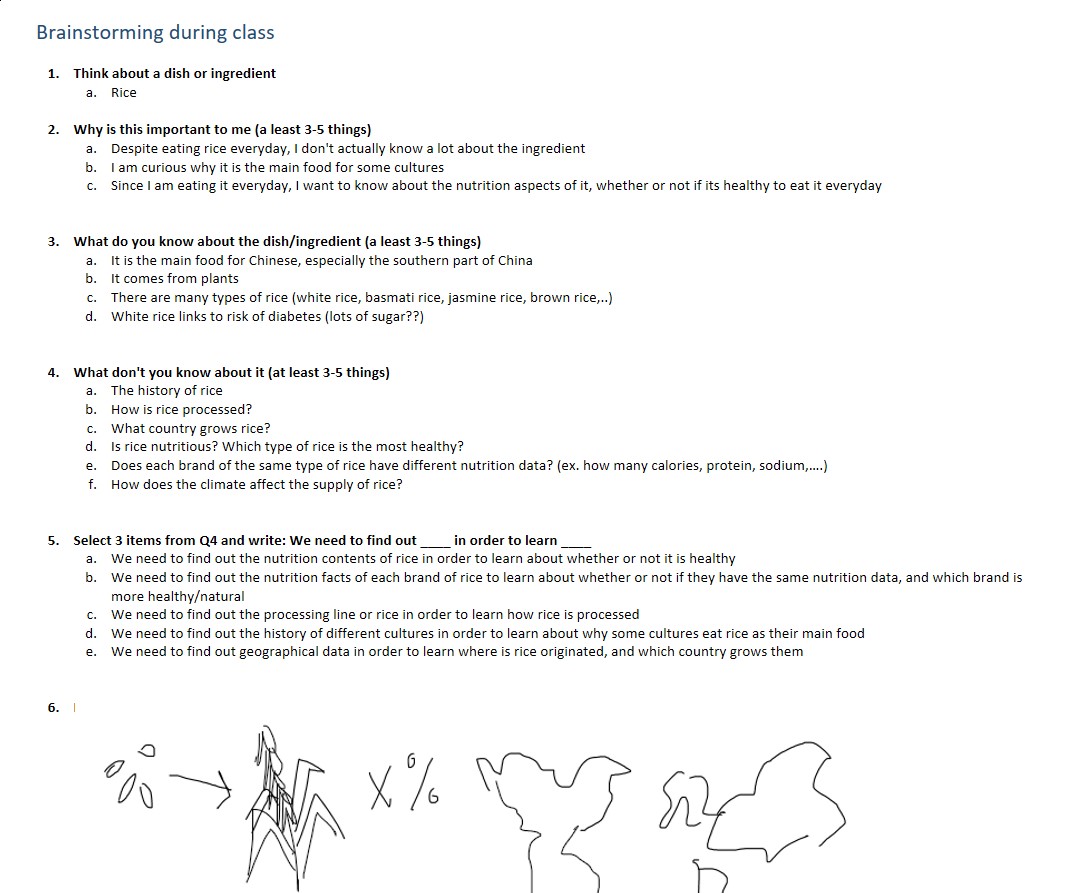 Brainstorming during class
1. Think about a dish or ingredient
a. Rice
2. Why is this important to me (a least 3-5 things)
a. Despite eating rice everyday, I don't actually know a lot about the ingredient
b. I am curious why it is the main food for some cultures
c. Since I am eating it everyday, I want to know about the nutrition aspects of it, whether or not if its healthy to eat it everyday
3. What do you know about the dish/ingredient (a least 3-5 things)
a. It is the main food for Chinese, especially the southern part of China
b. It comes from plants
c. There are many types of rice (white rice, basmati rice, jasmine rice, brown rice,..)
d. White rice links to risk of diabetes (lots of sugar??)
4. What don't you know about it (at least 3-5 things)
a. The history of rice
b. How is rice processed?
c. What country grows rice?
d. Is rice nutritious? Which type of rice is the most healthy?
e. Does each brand of the same type of rice have different nutrition data? (ex. how many calories, protein, sodium,....)
f. How does the climate affect the supply of rice?
5. Select 3 items from Q4 and write: We need to find out ____ in order to learn ____
a. We need to find out the nutrition contents of rice in order to learn about whether or not it is healthy
b. We need to find out the nutrition facts of each brand of rice to learn about whether or not if they have the same nutrition data, and which brand is
more healthy/natural
c. We need to find out the processing line or rice in order to learn how rice is processed
d. We need to find out the history of different cultures in order to learn about why some cultures eat rice as their main food
e. We need to find out geographical data in order to learn where is rice originated, and which country grows them
6.
X %